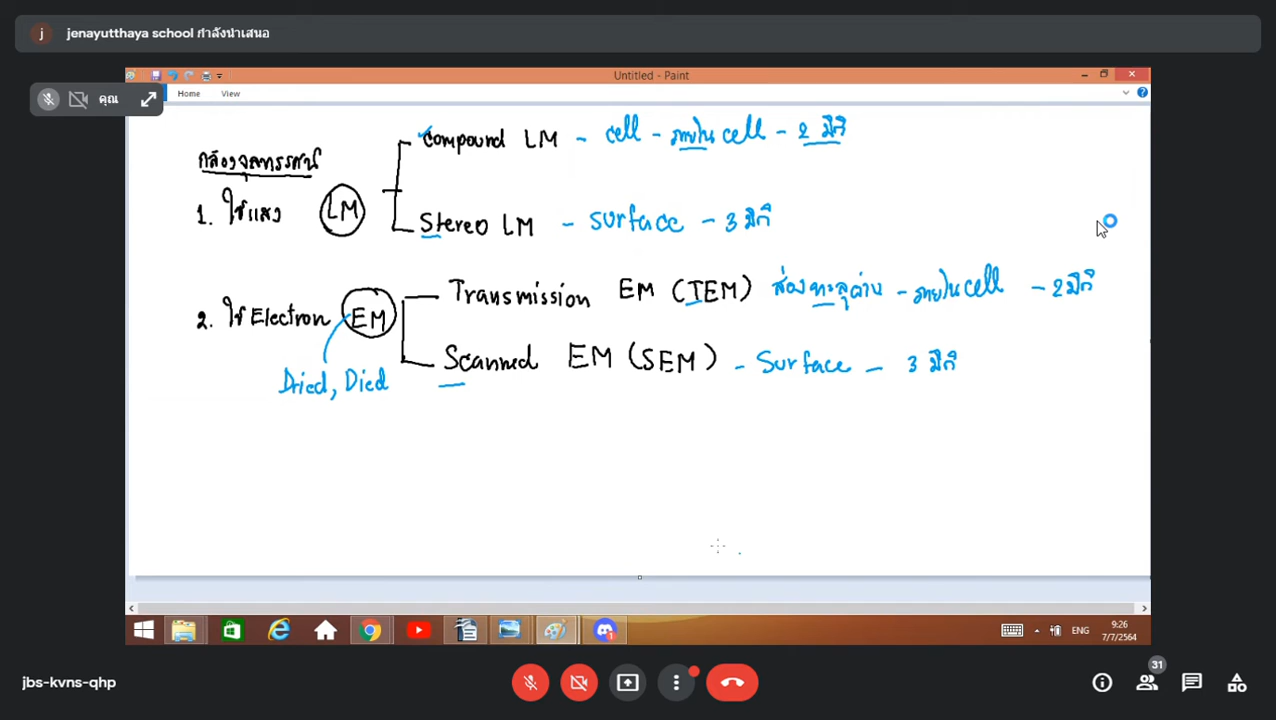 j jenayutthaya school กำลังนำเสนอ
Untitled - Paint
คุณ
Home View
กล้องจุลทรรศน์
Compound LM - cell - ภายใน cell - 2 มิติ
1. ใช้แสง LM
Stereo LM - surface - 3 มิติ
Transmission EM (TEM) ส่องทะลุผ่าน - ภายใน cell - 2 มิติ
2. ใช้ Electron EM
Scanned EM (SEM) - Surface - 3 มิติ
Dried, Died
ENG
9:26
7/7/2564
jbs-kvns-qhp
31